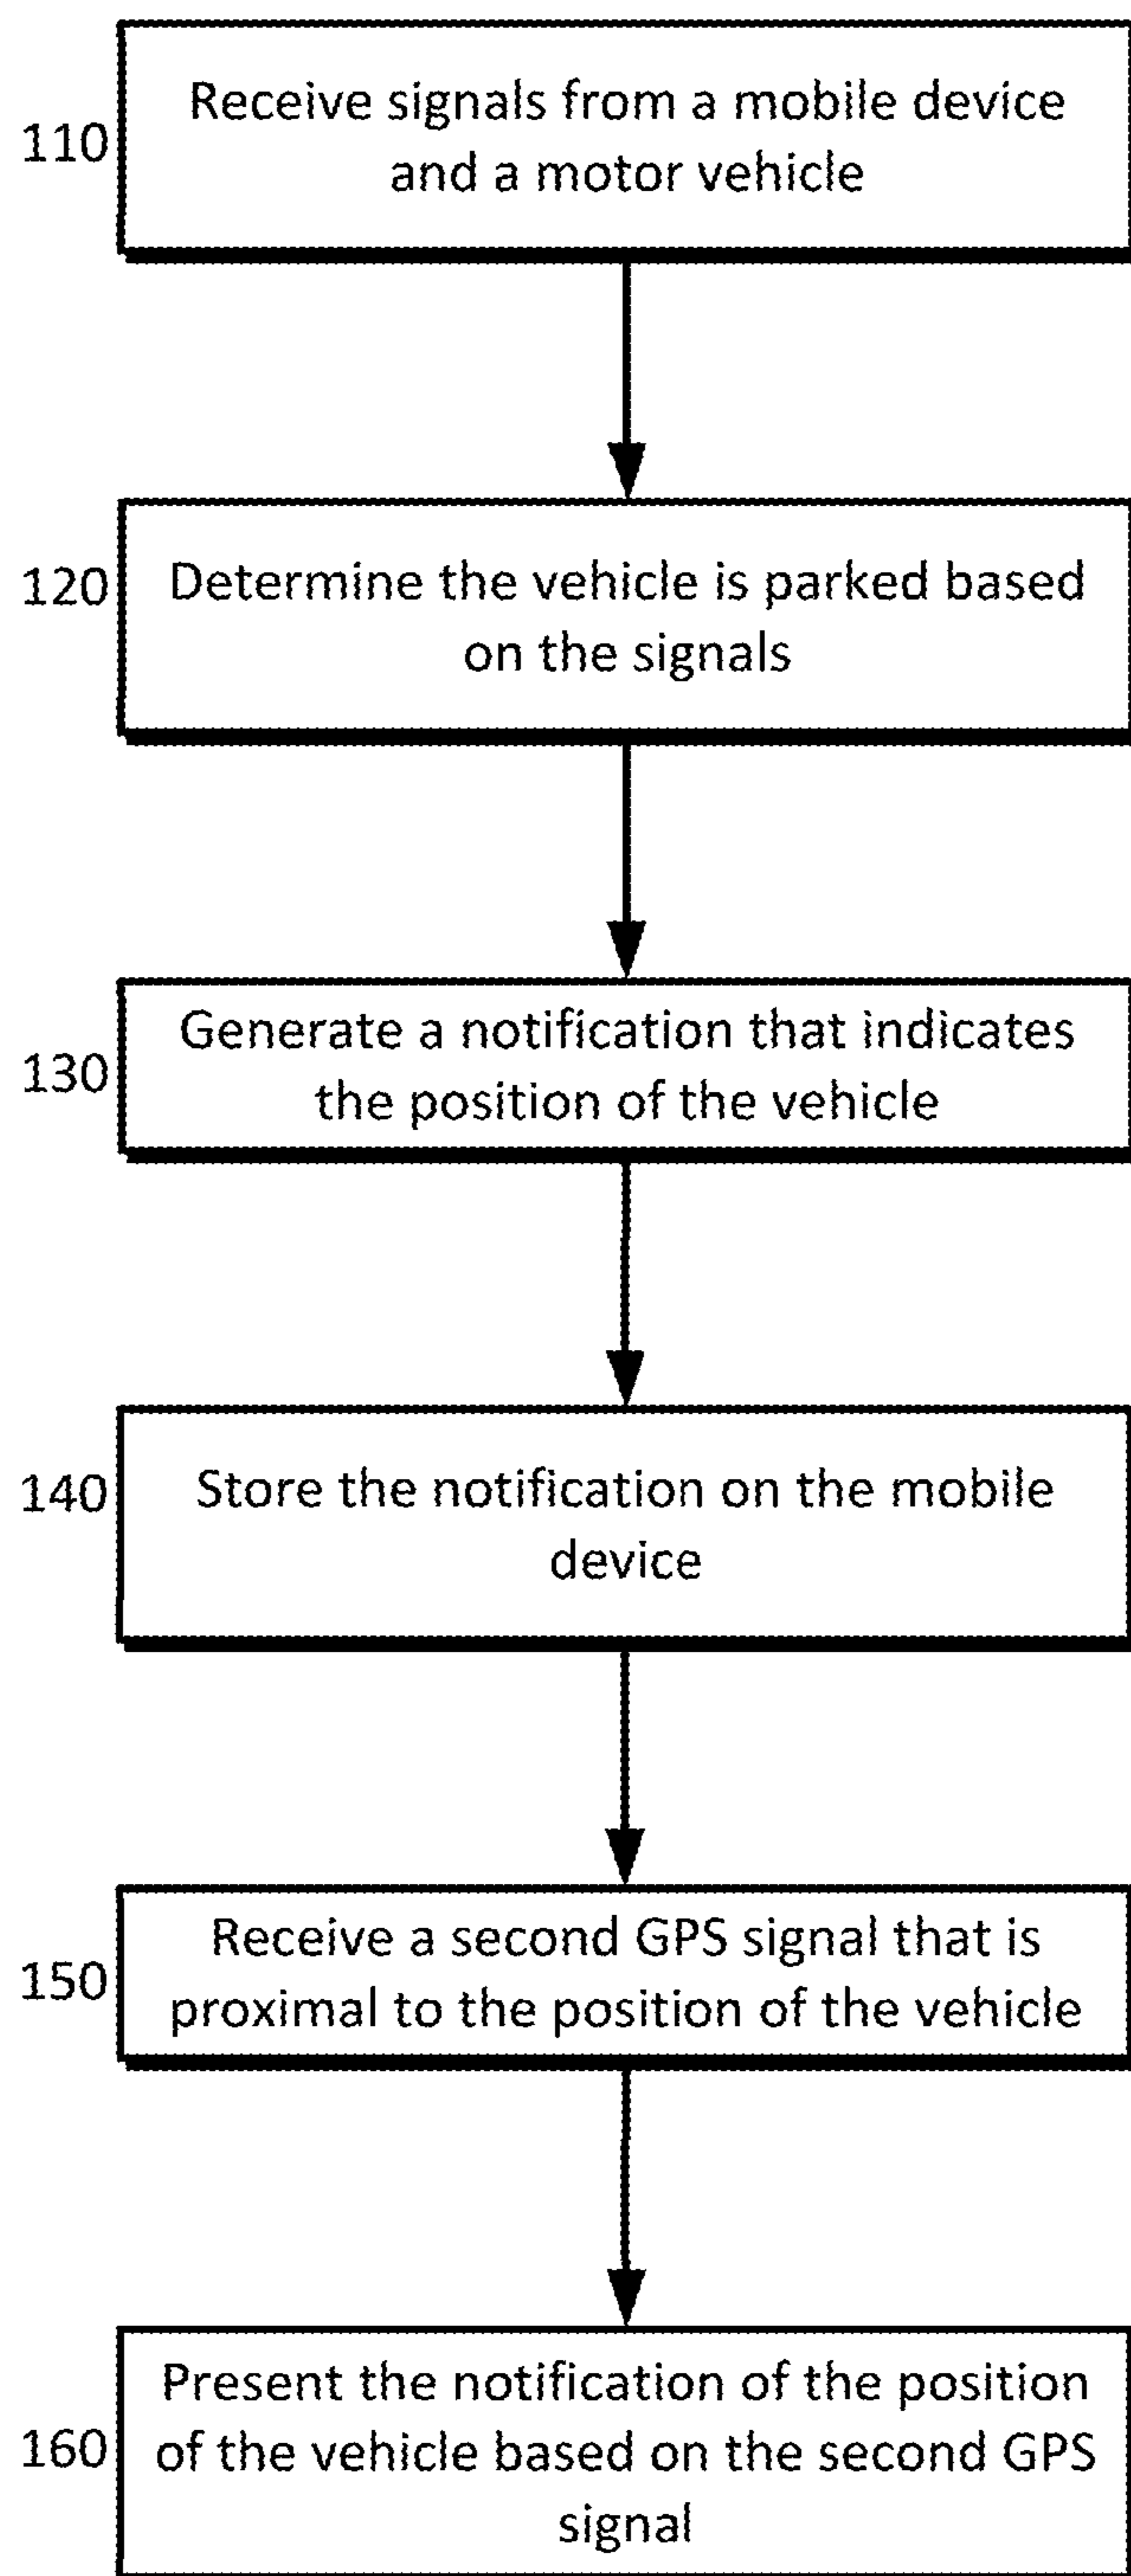 110
Receive signals from a mobile device
and a motor vehicle
120
Determine the vehicle is parked based
on the signals
130
Generate a notification that indicates
the position of the vehicle
140
Store the notification on the mobile
device
150
Receive a second GPS signal that is
proximal to the position of the vehicle
160
Present the notification of the position
of the vehicle based on the second GPS
signal